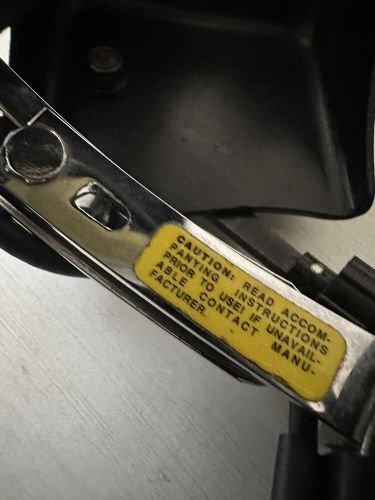 CAUTION: READ ACCOM-
PANYING INSTRUCTIONS
PRIOR TO USE! IF UNAVAIL-
ABLE CONTACT MANU-
FACTURER.